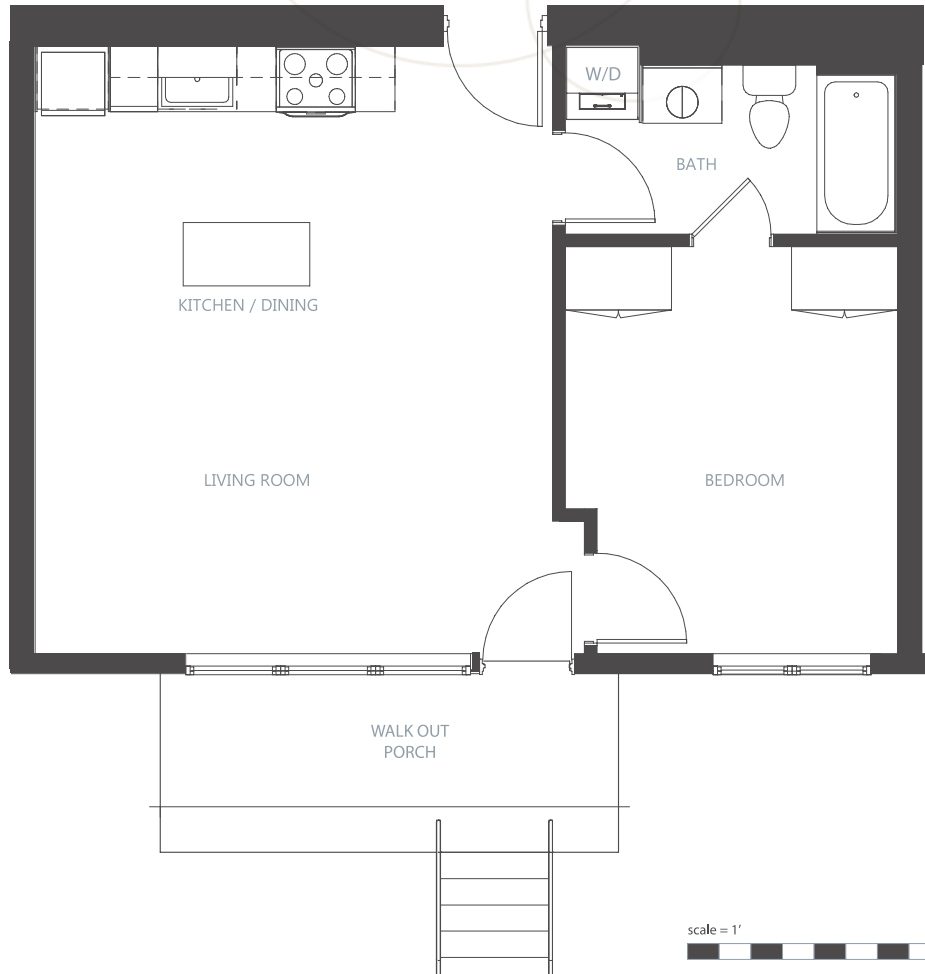 W/D
BATH
KITCHEN / DINING
LIVING ROOM
BEDROOM
WALK OUT
PORCH
scale = 1'